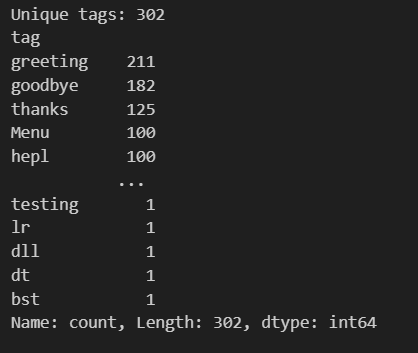 Unique tags: 302
tag
greeting 211
goodbye 182
thanks 125
Menu 100
hepl 100
...
testing 1
lr 1
dll 1
dt 1
bst 1
Name: count, Length: 302, dtype: int64